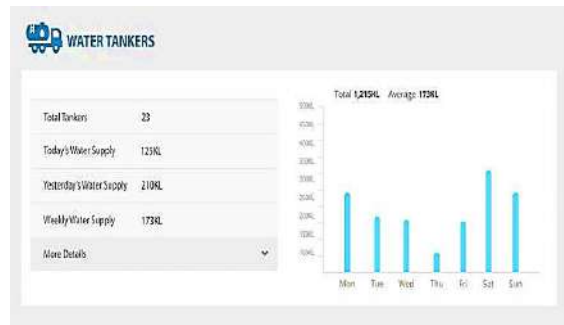 WATER TANKERS
Total Tankers 23
Today's Water Supply 125KL
Yesterday's Water Supply 210KL
Weekly Water Supply 173KL
More Details
Total 1,215KL Average 173KL
Mon Tue Wed Thu Fri Sat Sun